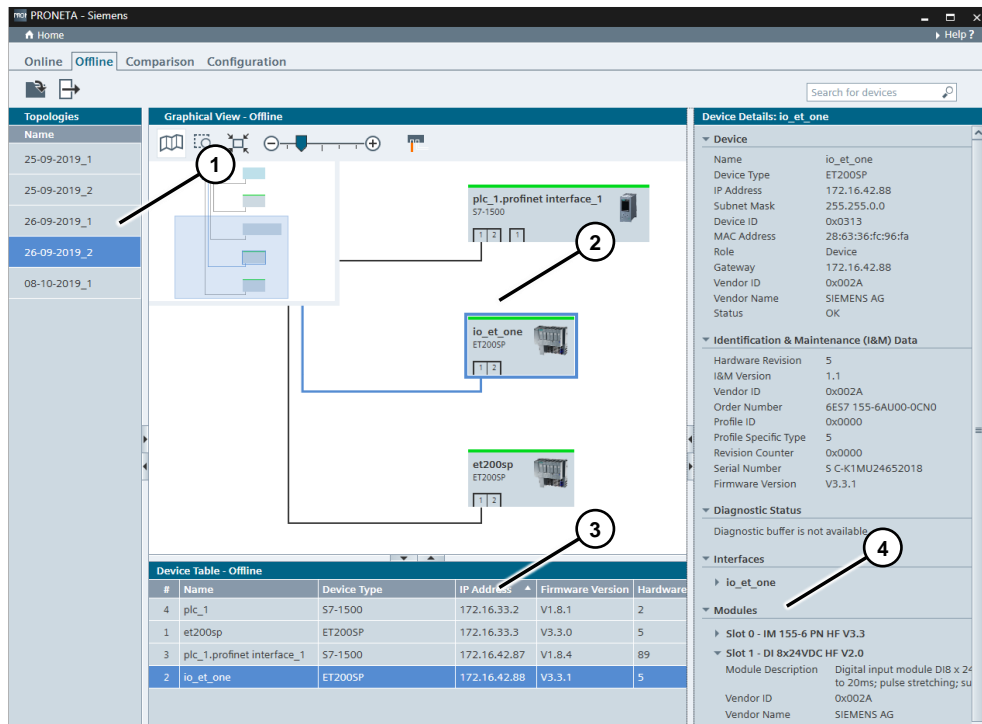 PRONETA - Siemens
Home
Help ?
Online Offline Comparison Configuration
Search for devices
Topologies
Name
25-09-2019_1
25-09-2019_2
26-09-2019_1
26-09-2019_2
08-10-2019_1
1
Graphical View - Offline
plc_1.profinet interface_1
S7-1500
1 2 1
2
io_et_one
ET200SP
1 2
et200sp
ET200SP
1 2
3
Device Table - Offline
# Name Device Type IP Address Firmware Version Hardware
4 plc_1 S7-1500 172.16.33.2 V1.8.1 2
1 et200sp ET200SP 172.16.33.3 V3.3.0 5
3 plc_1.profinet interface_1 S7-1500 172.16.42.87 V1.8.4 89
2 io_et_one ET200SP 172.16.42.88 V3.3.1 5
Device Details: io_et_one
Device
Name io_et_one
Device Type ET200SP
IP Address 172.16.42.88
Subnet Mask 255.255.0.0
Device ID 0x0313
MAC Address 28:63:36:fc:96:fa
Role Device
Gateway 172.16.42.88
Vendor ID 0x002A
Vendor Name SIEMENS AG
Status OK
Identification & Maintenance (I&M) Data
Hardware Revision 5
I&M Version 1.1
Vendor ID 0x002A
Order Number 6ES7 155-6AU00-0CN0
Profile ID 0x0000
Profile Specific Type 5
Revision Counter 0x0000
Serial Number S C-K1MU24652018
Firmware Version V3.3.1
Diagnostic Status
Diagnostic buffer is not available
4
Interfaces
io_et_one
Modules
Slot 0 - IM 155-6 PN HF V3.3
Slot 1 - DI 8x24VDC HF V2.0
Module Description Digital input module DI8 x 24
to 20ms; pulse stretching; su
Vendor ID 0x002A
Vendor Name SIEMENS AG